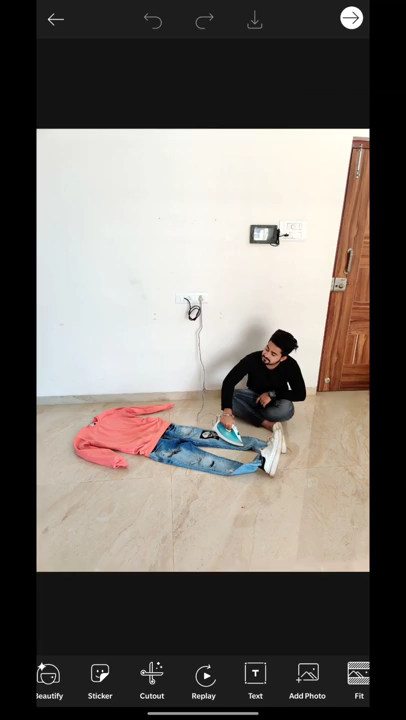 eautify
Sticker
Cutout
Replay
Text
T
Add Photo
Fit